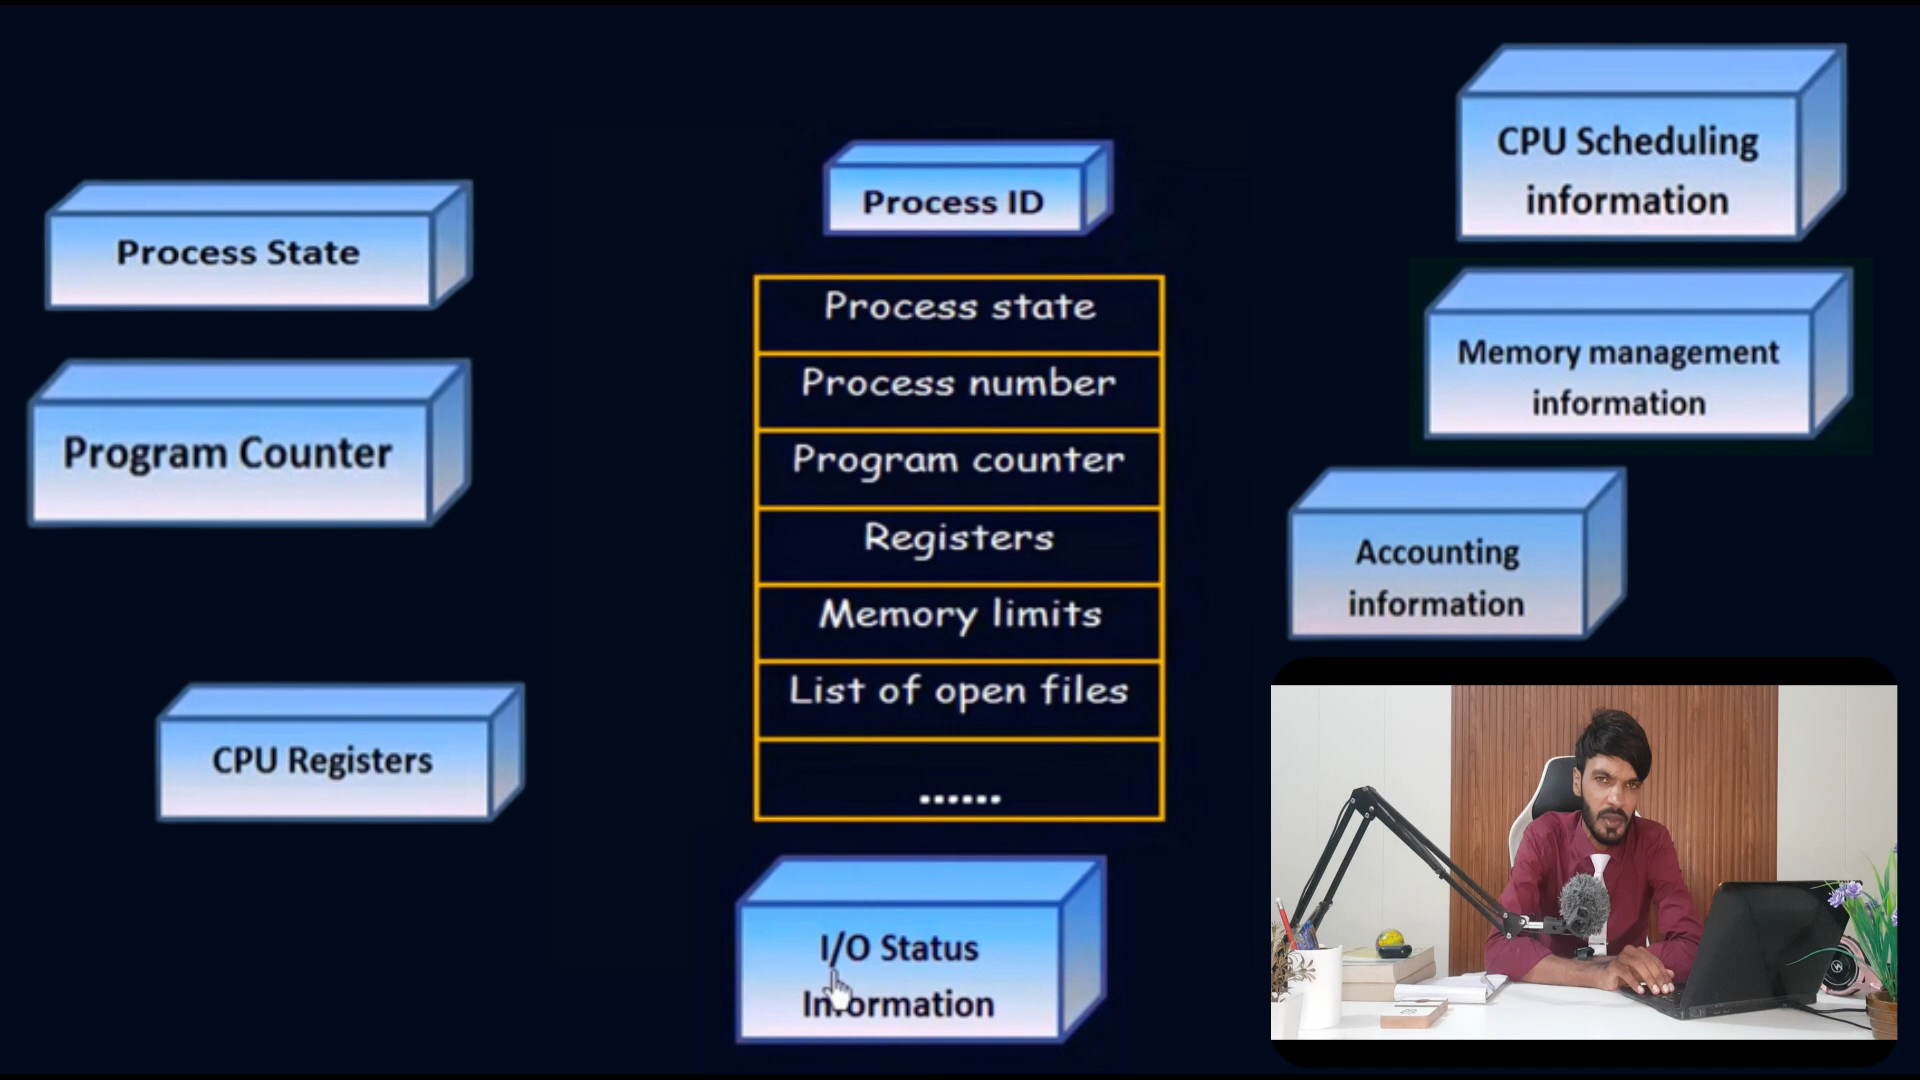 Process State
Program Counter
CPU Registers
Process ID
Process state
Process number
Program counter
Registers
Memory limits
List of open files
......
I/O Status
Information
CPU Scheduling
information
Memory management
information
Accounting
information